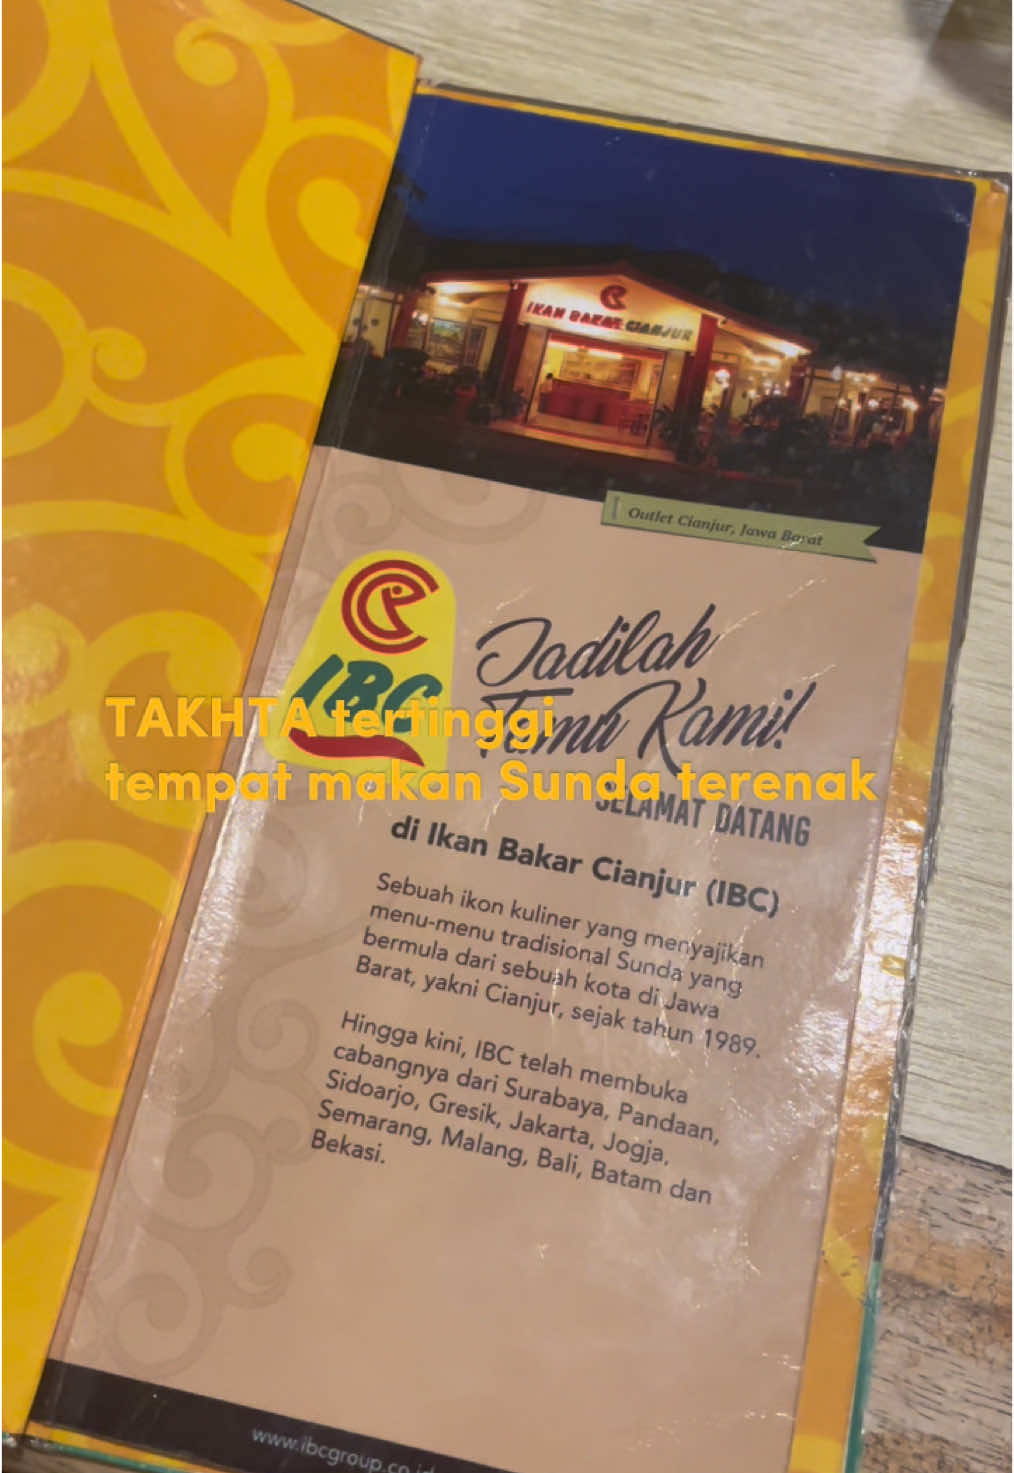 IKAN BAKAR CIANJUR
Outlet Cianjur, Jawa Barat
IBC
Jadilah
Tamu Kami!
TAKHTA tertinggi
tempat makan Sunda terenak
SELAMAT DATANG
di Ikan Bakar Cianjur (IBC)
Sebuah ikon kuliner yang menyajikan
menu-menu tradisional Sunda yang
bermula dari sebuah kota di Jawa
Barat, yakni Cianjur, sejak tahun 1989.
Hingga kini, IBC telah membuka
cabangnya dari Surabaya, Pandaan,
Sidoarjo, Gresik, Jakarta, Jogja,
Semarang, Malang, Bali, Batam dan
Bekasi.
www.ibcgroup.co.id